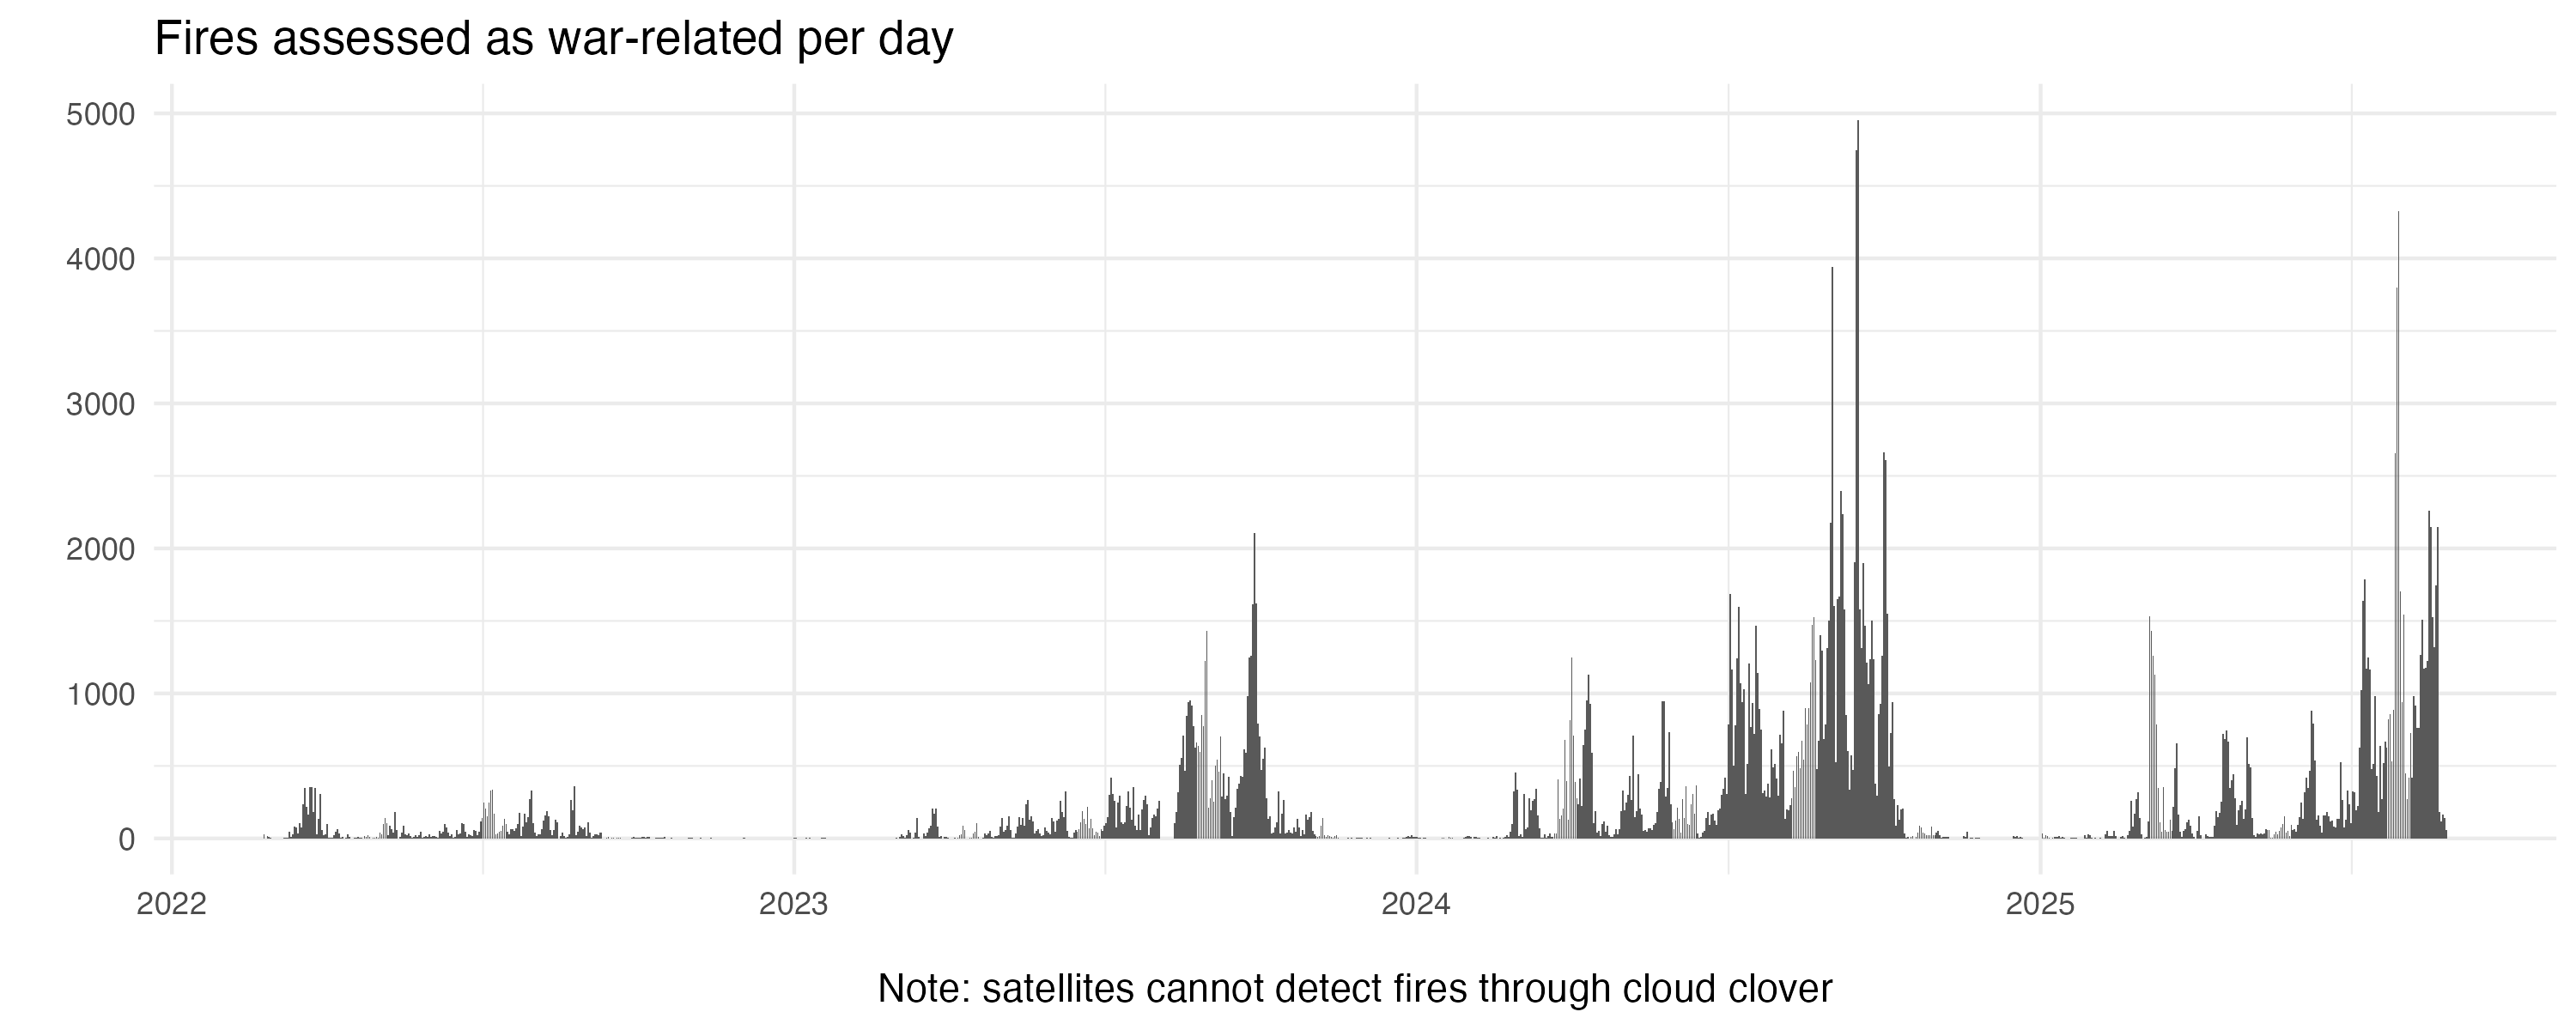 Fires assessed as war-related per day
5000
4000
3000
2000
1000
0
2022 2023 2024 2025
Note: satellites cannot detect fires through cloud clover